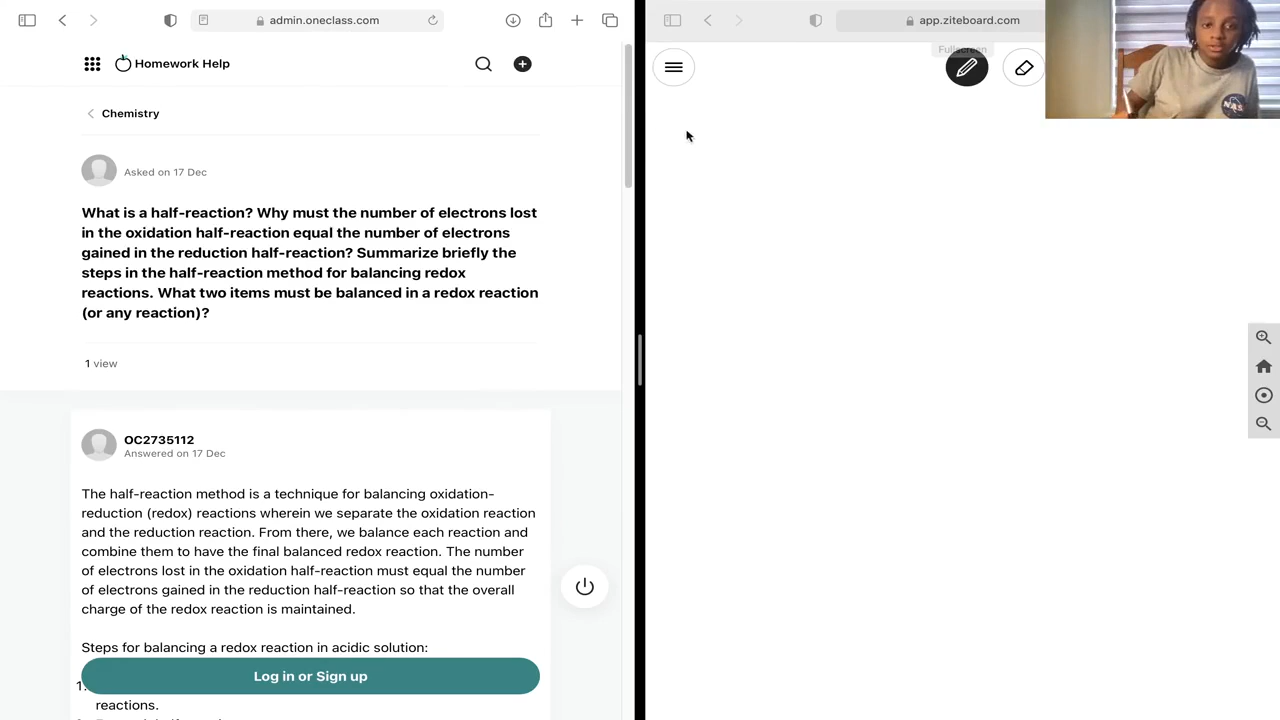 admin.oneclass.com
app.ziteboard.com
Homework Help
Fullscreen
NASA
Chemistry
Asked on 17 Dec
What is a half-reaction? Why must the number of electrons lost
in the oxidation half-reaction equal the number of electrons
gained in the reduction half-reaction? Summarize briefly the
steps in the half-reaction method for balancing redox
reactions. What two items must be balanced in a redox reaction
(or any reaction)?
1 view
OC2735112
Answered on 17 Dec
The half-reaction method is a technique for balancing oxidation-
reduction (redox) reactions wherein we separate the oxidation reaction
and the reduction reaction. From there, we balance each reaction and
combine them to have the final balanced redox reaction. The number
of electrons lost in the oxidation half-reaction must equal the number
of electrons gained in the reduction half-reaction so that the overall
charge of the redox reaction is maintained.
Steps for balancing a redox reaction in acidic solution:
Log in or Sign up
1.
reactions.